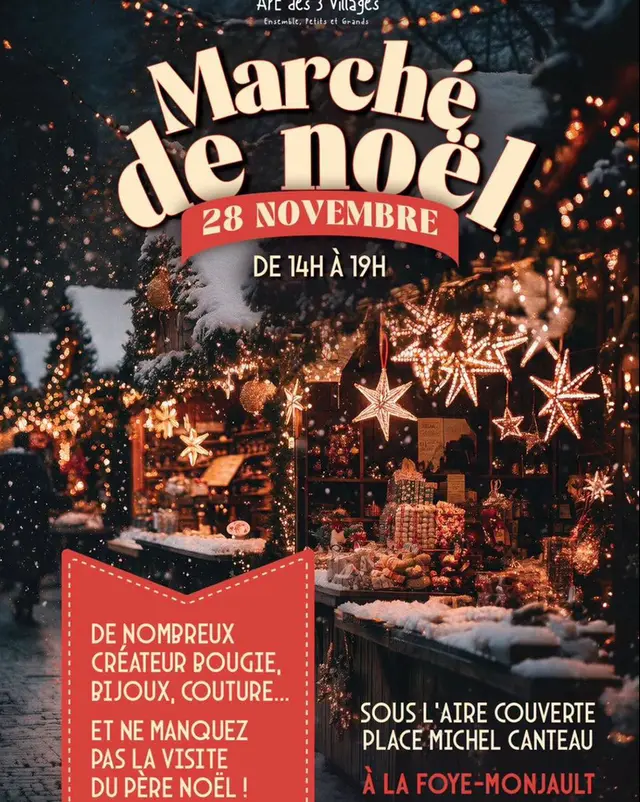 APE des 3 Villages
Ensemble, Petits et Grands
Marché
de noël
28 NOVEMBRE
DE 14H À 19H
DE NOMBREUX
CRÉATEUR BOUGIE,
BIJOUX, COUTURE...
ET NE MANQUEZ
PAS LA VISITE
DU PÈRE NOËL !
SOUS L'AIRE COUVERTE
PLACE MICHEL CANTEAU
À LA FOYE-MONJAULT